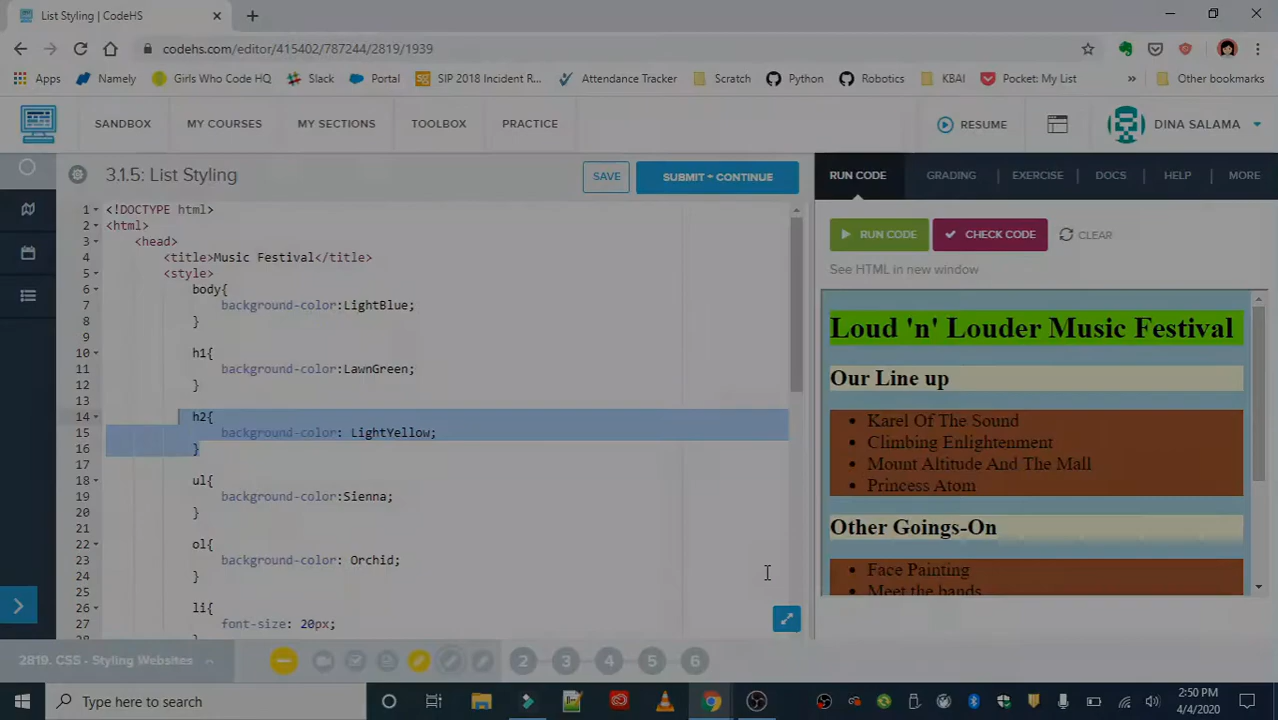 List Styling | CodeHS
codehs.com/editor/415402/787244/2819/1939
Apps Namely Girls Who Code HQ Slack Portal SIP 2018 Incident R... Attendance Tracker Scratch Python Robotics KBAI Pocket: My List » Other bookmarks
SANDBOX MY COURSES MY SECTIONS TOOLBOX PRACTICE RESUME DINA SALAMA
3.1.5: List Styling SAVE SUBMIT + CONTINUE RUN CODE GRADING EXERCISE DOCS HELP MORE
RUN CODE CHECK CODE CLEAR
See HTML in new window
1 <!DOCTYPE html>
2 <html>
3 <head>
4 <title>Music Festival</title>
5 <style>
6 body{
7 background-color:LightBlue;
8 }
9
10 h1{
11 background-color:LawnGreen;
12 }
13
14 h2{
15 background-color: LightYellow;
16 }
17
18 ul{
19 background-color:Sienna;
20 }
21
22 ol{
23 background-color: Orchid;
24 }
25
26 li{
27 font-size: 20px;
28 }
Loud 'n' Louder Music Festival
Our Line up
Karel Of The Sound
Climbing Enlightenment
Mount Altitude And The Mall
Princess Atom
Other Goings-On
Face Painting
Meet the bands
2819. CSS - Styling Websites 2 3 4 5 6
Type here to search
2:50 PM
4/4/2020